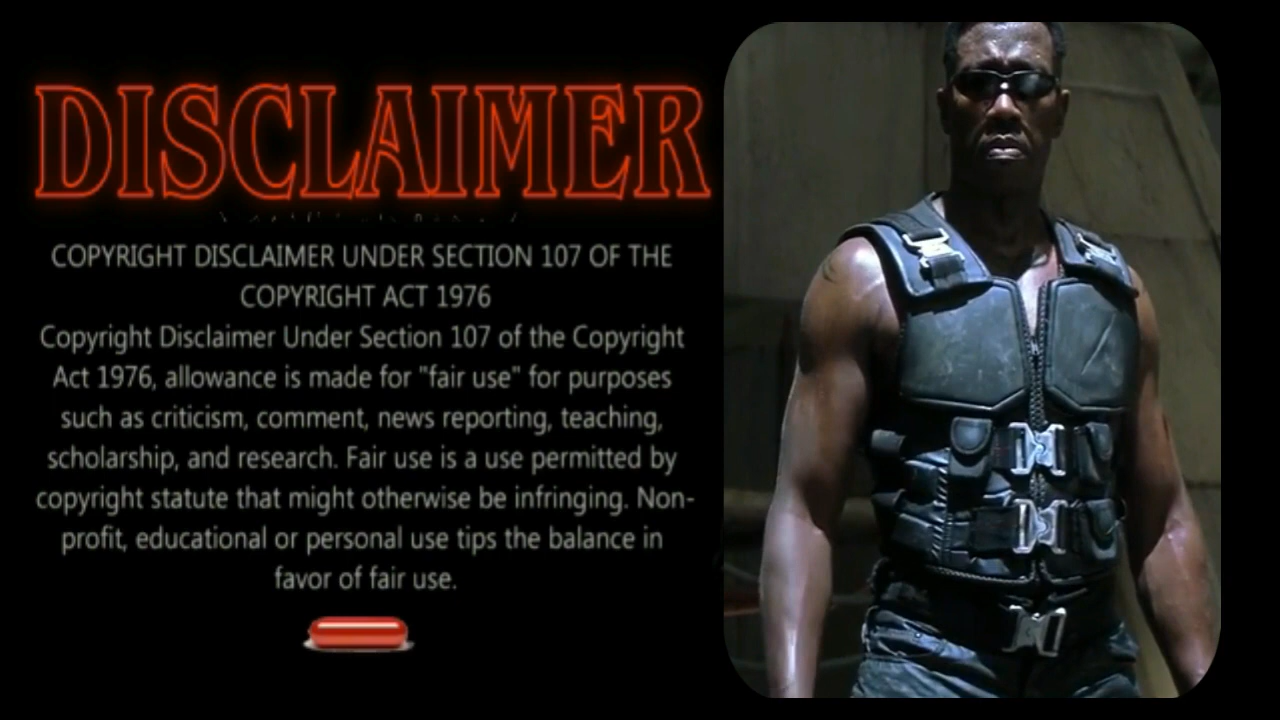 DISCLAIMER
COPYRIGHT DISCLAIMER UNDER SECTION 107 OF THE
COPYRIGHT ACT 1976
Copyright Disclaimer Under Section 107 of the Copyright
Act 1976, allowance is made for "fair use" for purposes
such as criticism, comment, news reporting, teaching,
scholarship, and research. Fair use is a use permitted by
copyright statute that might otherwise be infringing. Non-
profit, educational or personal use tips the balance in
favor of fair use.